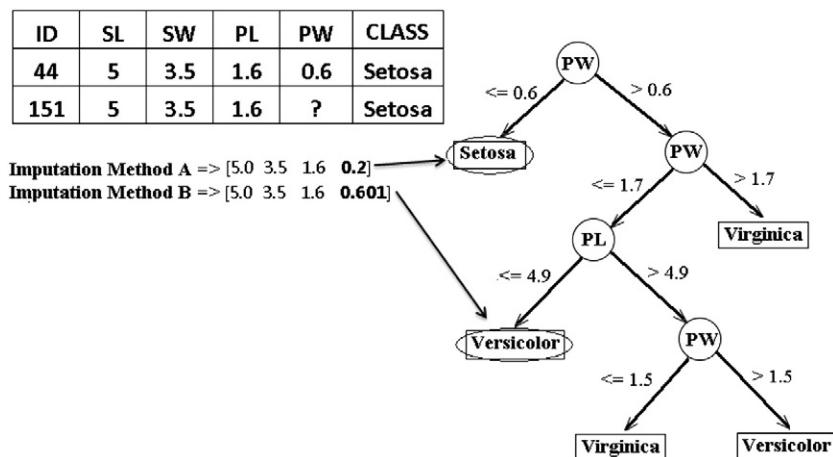 ID SL SW PL PW CLASS
44 5 3.5 1.6 0.6 Setosa
151 5 3.5 1.6 ? Setosa
Imputation Method A => [5.0 3.5 1.6 0.2]
Imputation Method B => [5.0 3.5 1.6 0.601]
PW
<= 0.6 > 0.6
Setosa
PW
<= 1.7 > 1.7
PL
Virginica
<= 4.9 > 4.9
Versicolor
PW
<= 1.5 > 1.5
Virginica
Versicolor